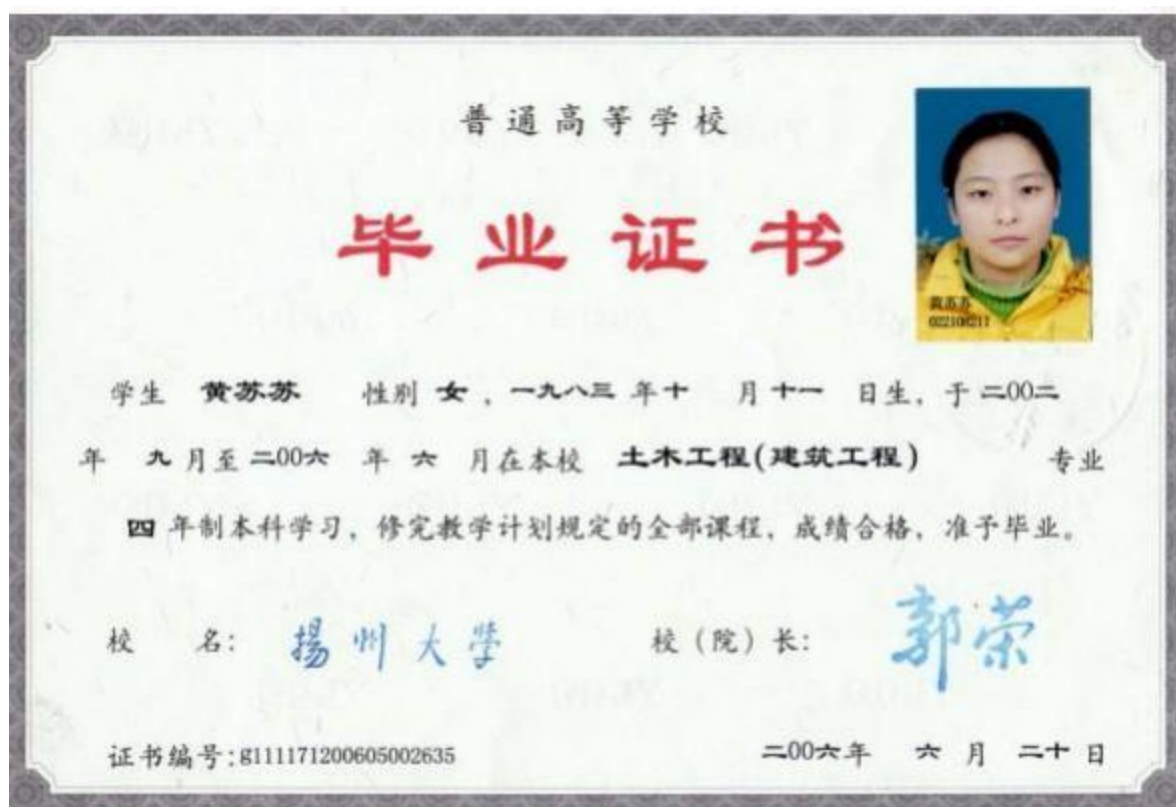 普通高等学校
毕业证书
黄苏苏
022106211
学生 黄苏苏 性别 女 , 一九八三 年 十 月 十一 日生, 于 二00二
年 九 月至 二00六 年 六 月在本校 土木工程(建筑工程) 专业
四 年制本科学习, 修完教学计划规定的全部课程, 成绩合格, 准予毕业。
校 名: 揚州大學 校（院）长: 郭荣
证书编号:g111171200605002635 二00六年 六 月 二十 日